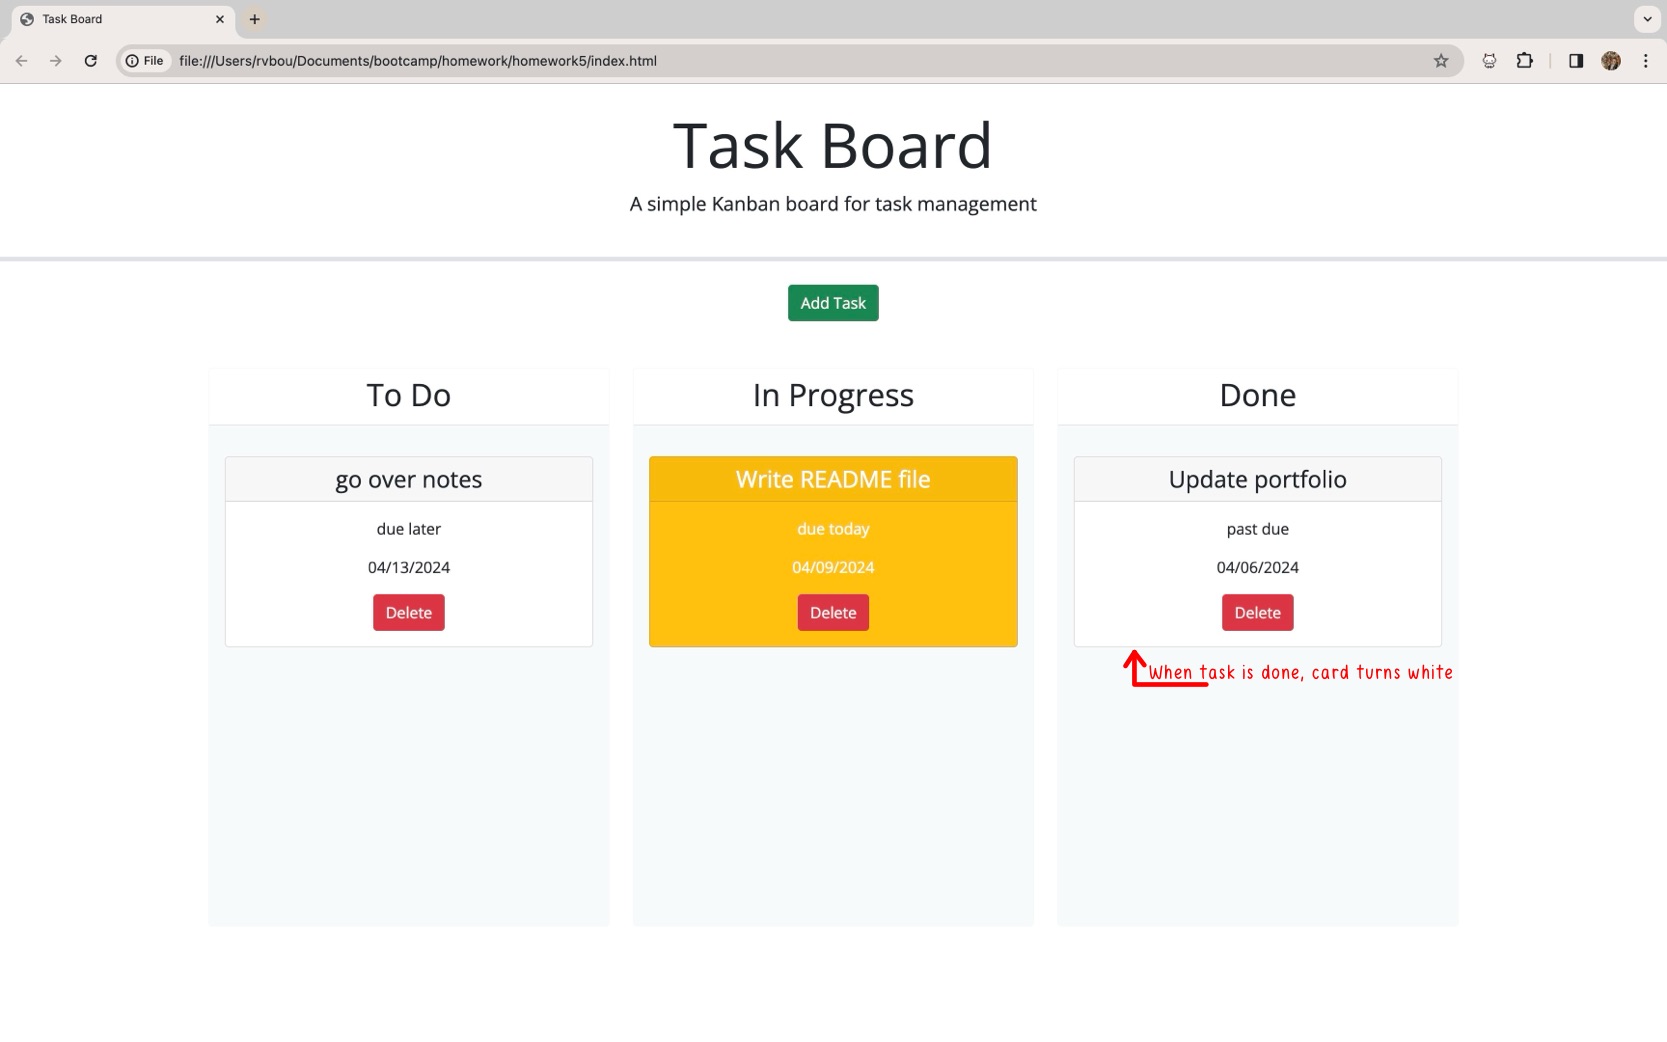 Task Board
File
file:///Users/rvbou/Documents/bootcamp/homework/homework5/index.html
Task Board
A simple Kanban board for task management
Add Task
To Do
go over notes
due later
04/13/2024
Delete
In Progress
Write README file
due today
04/09/2024
Delete
Done
Update portfolio
past due
04/06/2024
Delete
When task is done, card turns white